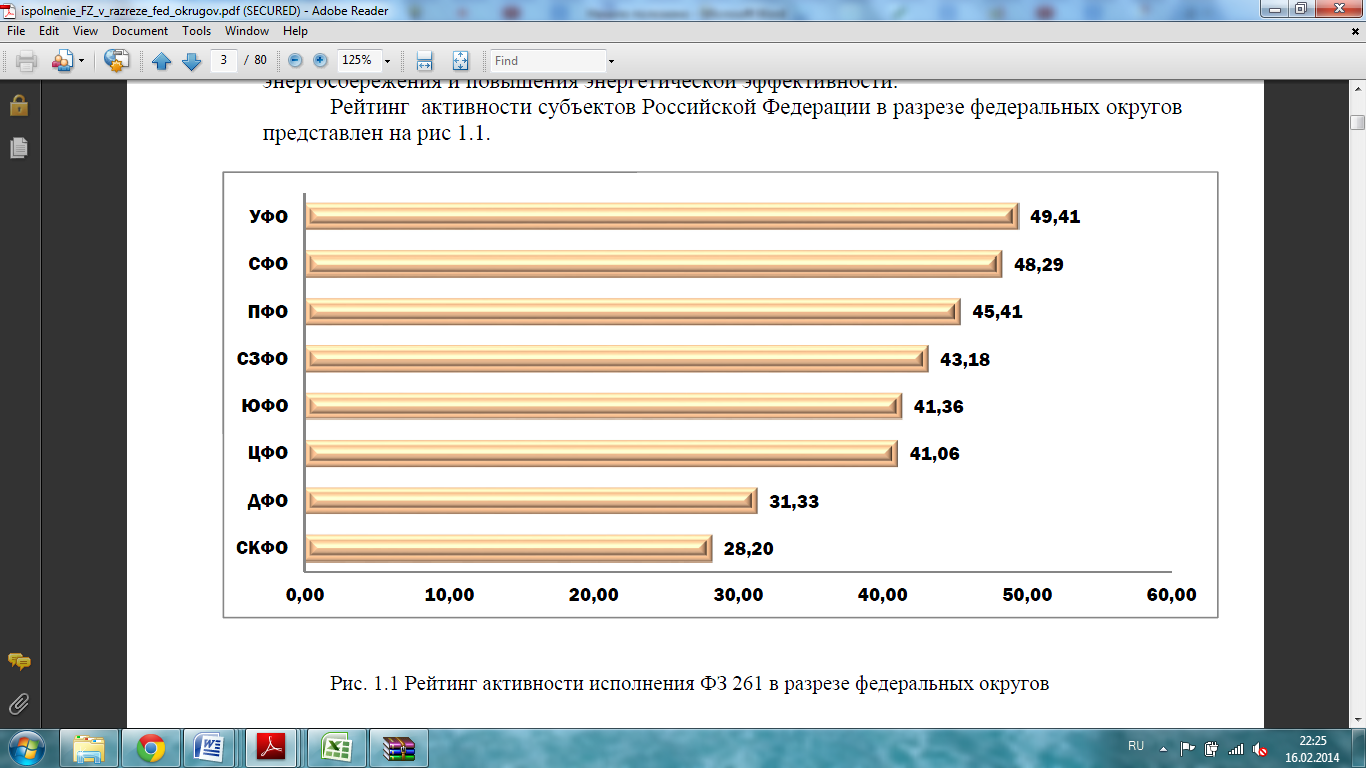 ispolnenie_FZ_v_razreze_fed_okrugov.pdf (SECURED) - Adobe Reader
File Edit View Document Tools Window Help
3 / 80 125% Find
энергосбережения и повышения энергетической эффективности.
Рейтинг активности субъектов Российской Федерации в разрезе федеральных округов
представлен на рис 1.1.
УФО 49,41
СФО 48,29
ПФО 45,41
СЗФО 43,18
ЮФО 41,36
ЦФО 41,06
ДФО 31,33
СКФО 28,20
0,00 10,00 20,00 30,00 40,00 50,00 60,00
Рис. 1.1 Рейтинг активности исполнения ФЗ 261 в разрезе федеральных округов
RU 22:25
16.02.2014